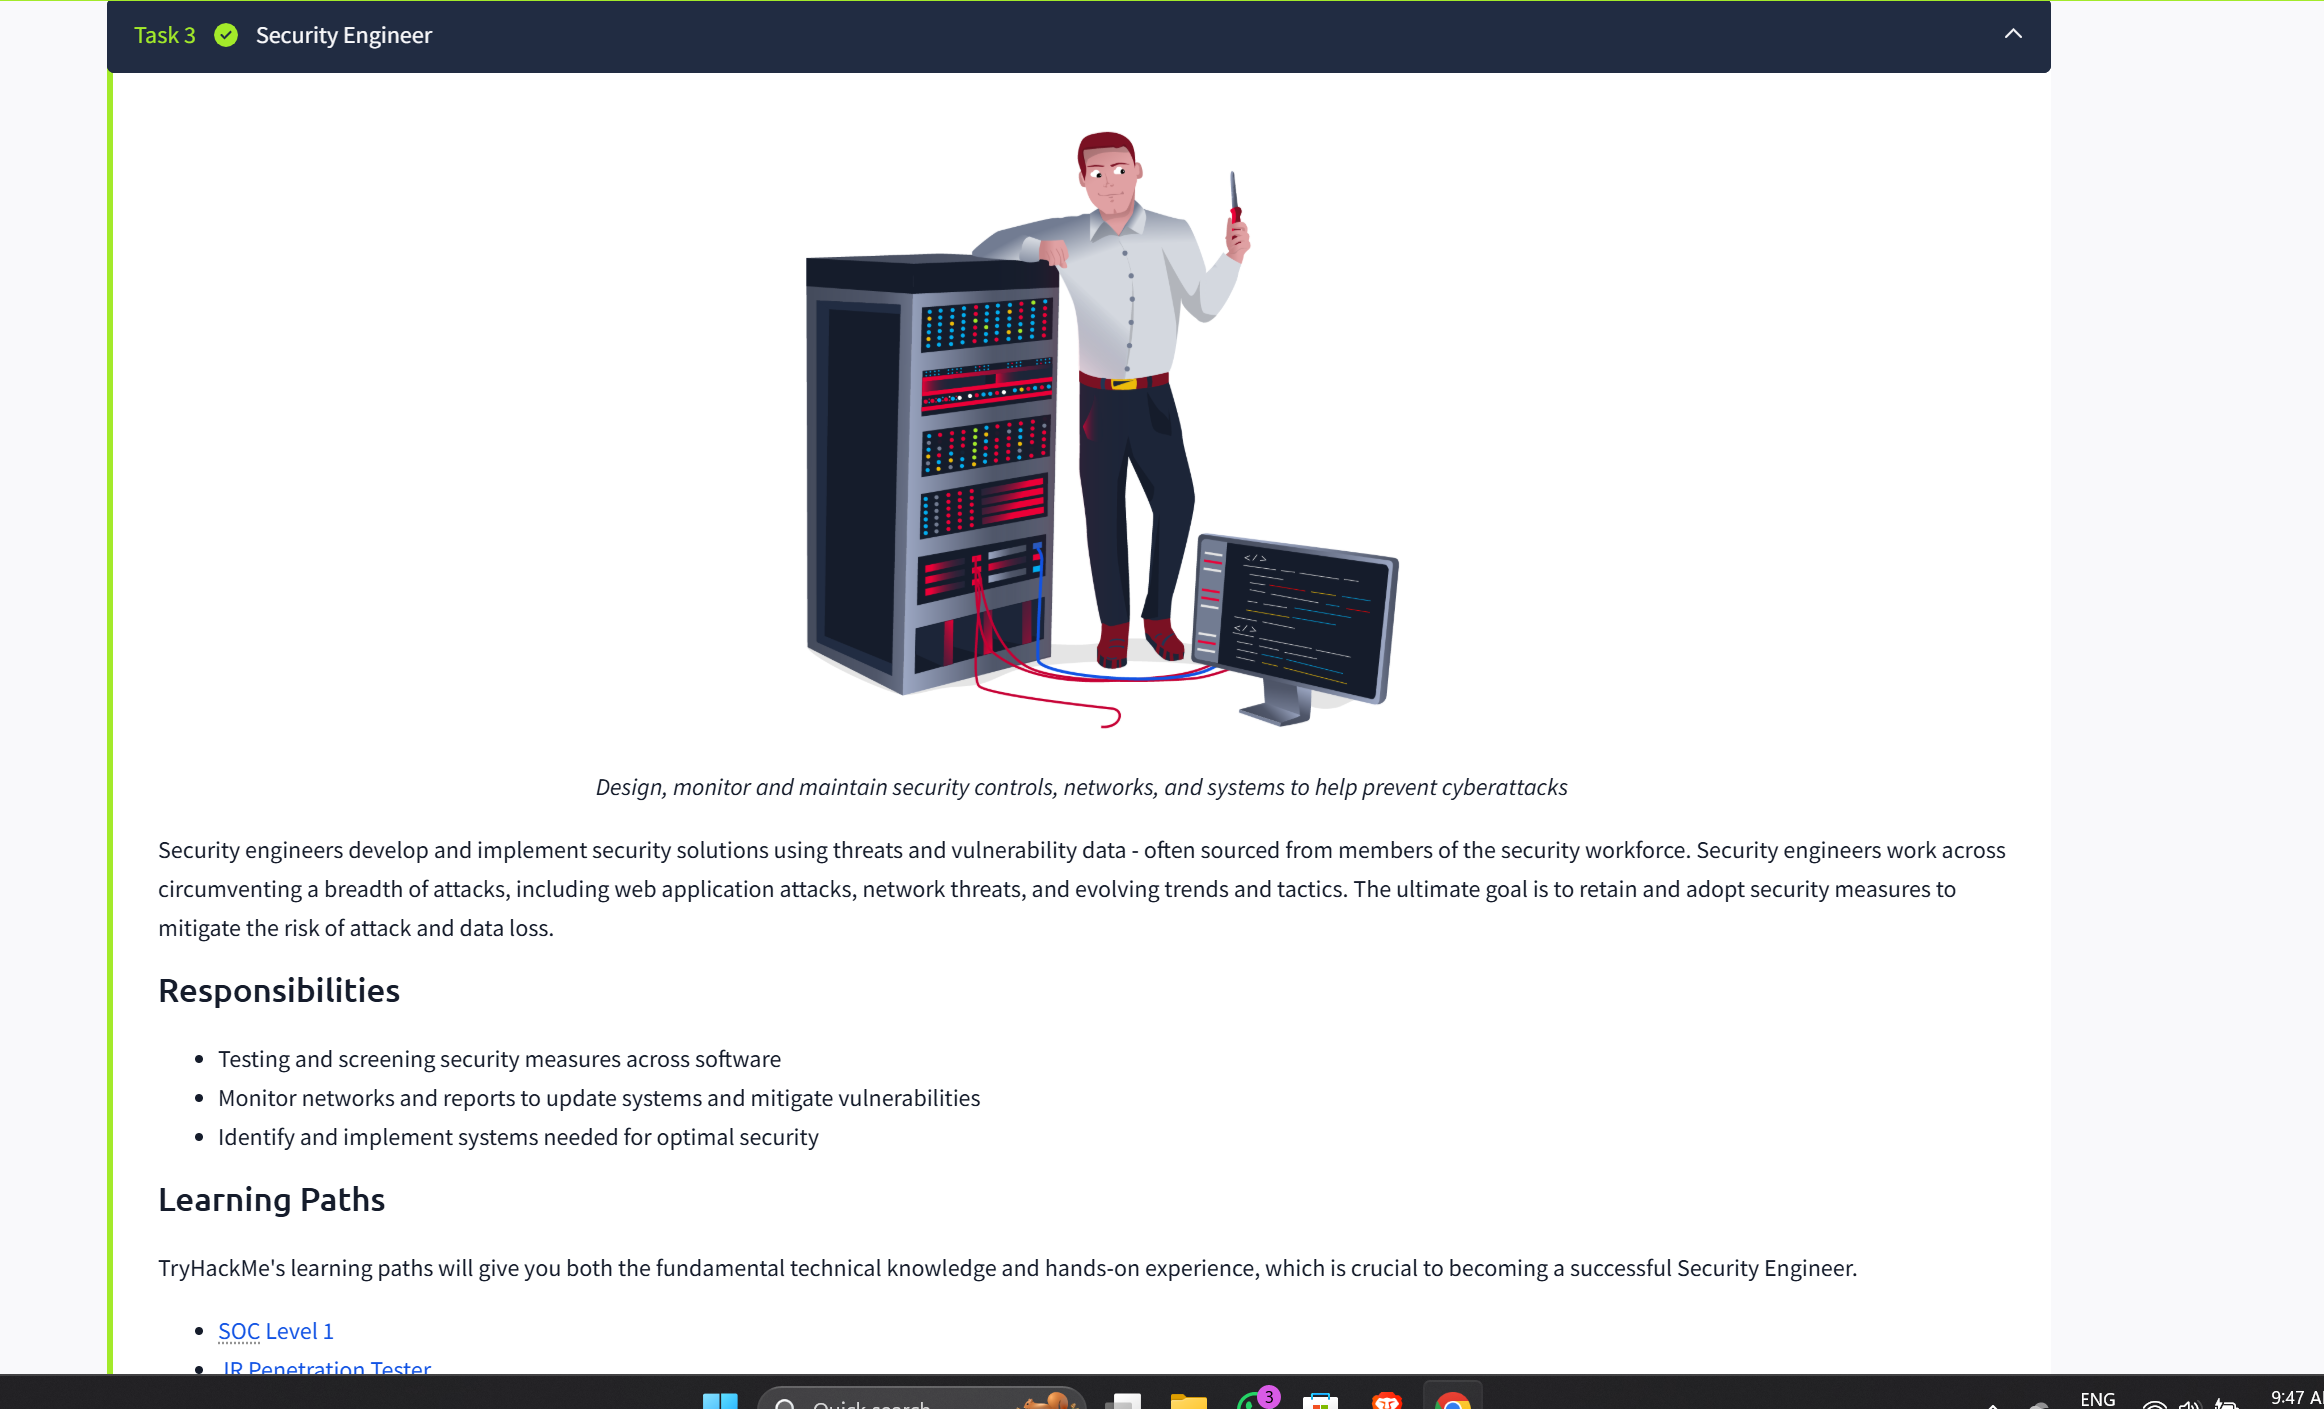 Task 3 Security Engineer
Design, monitor and maintain security controls, networks, and systems to help prevent cyberattacks
Security engineers develop and implement security solutions using threats and vulnerability data - often sourced from members of the security workforce. Security engineers work across
circumventing a breadth of attacks, including web application attacks, network threats, and evolving trends and tactics. The ultimate goal is to retain and adopt security measures to
mitigate the risk of attack and data loss.
Responsibilities
Testing and screening security measures across software
Monitor networks and reports to update systems and mitigate vulnerabilities
Identify and implement systems needed for optimal security
Learning Paths
TryHackMe's learning paths will give you both the fundamental technical knowledge and hands-on experience, which is crucial to becoming a successful Security Engineer.
SOC Level 1
JR Penetration Tester
Quick search
3
ENG
9:47